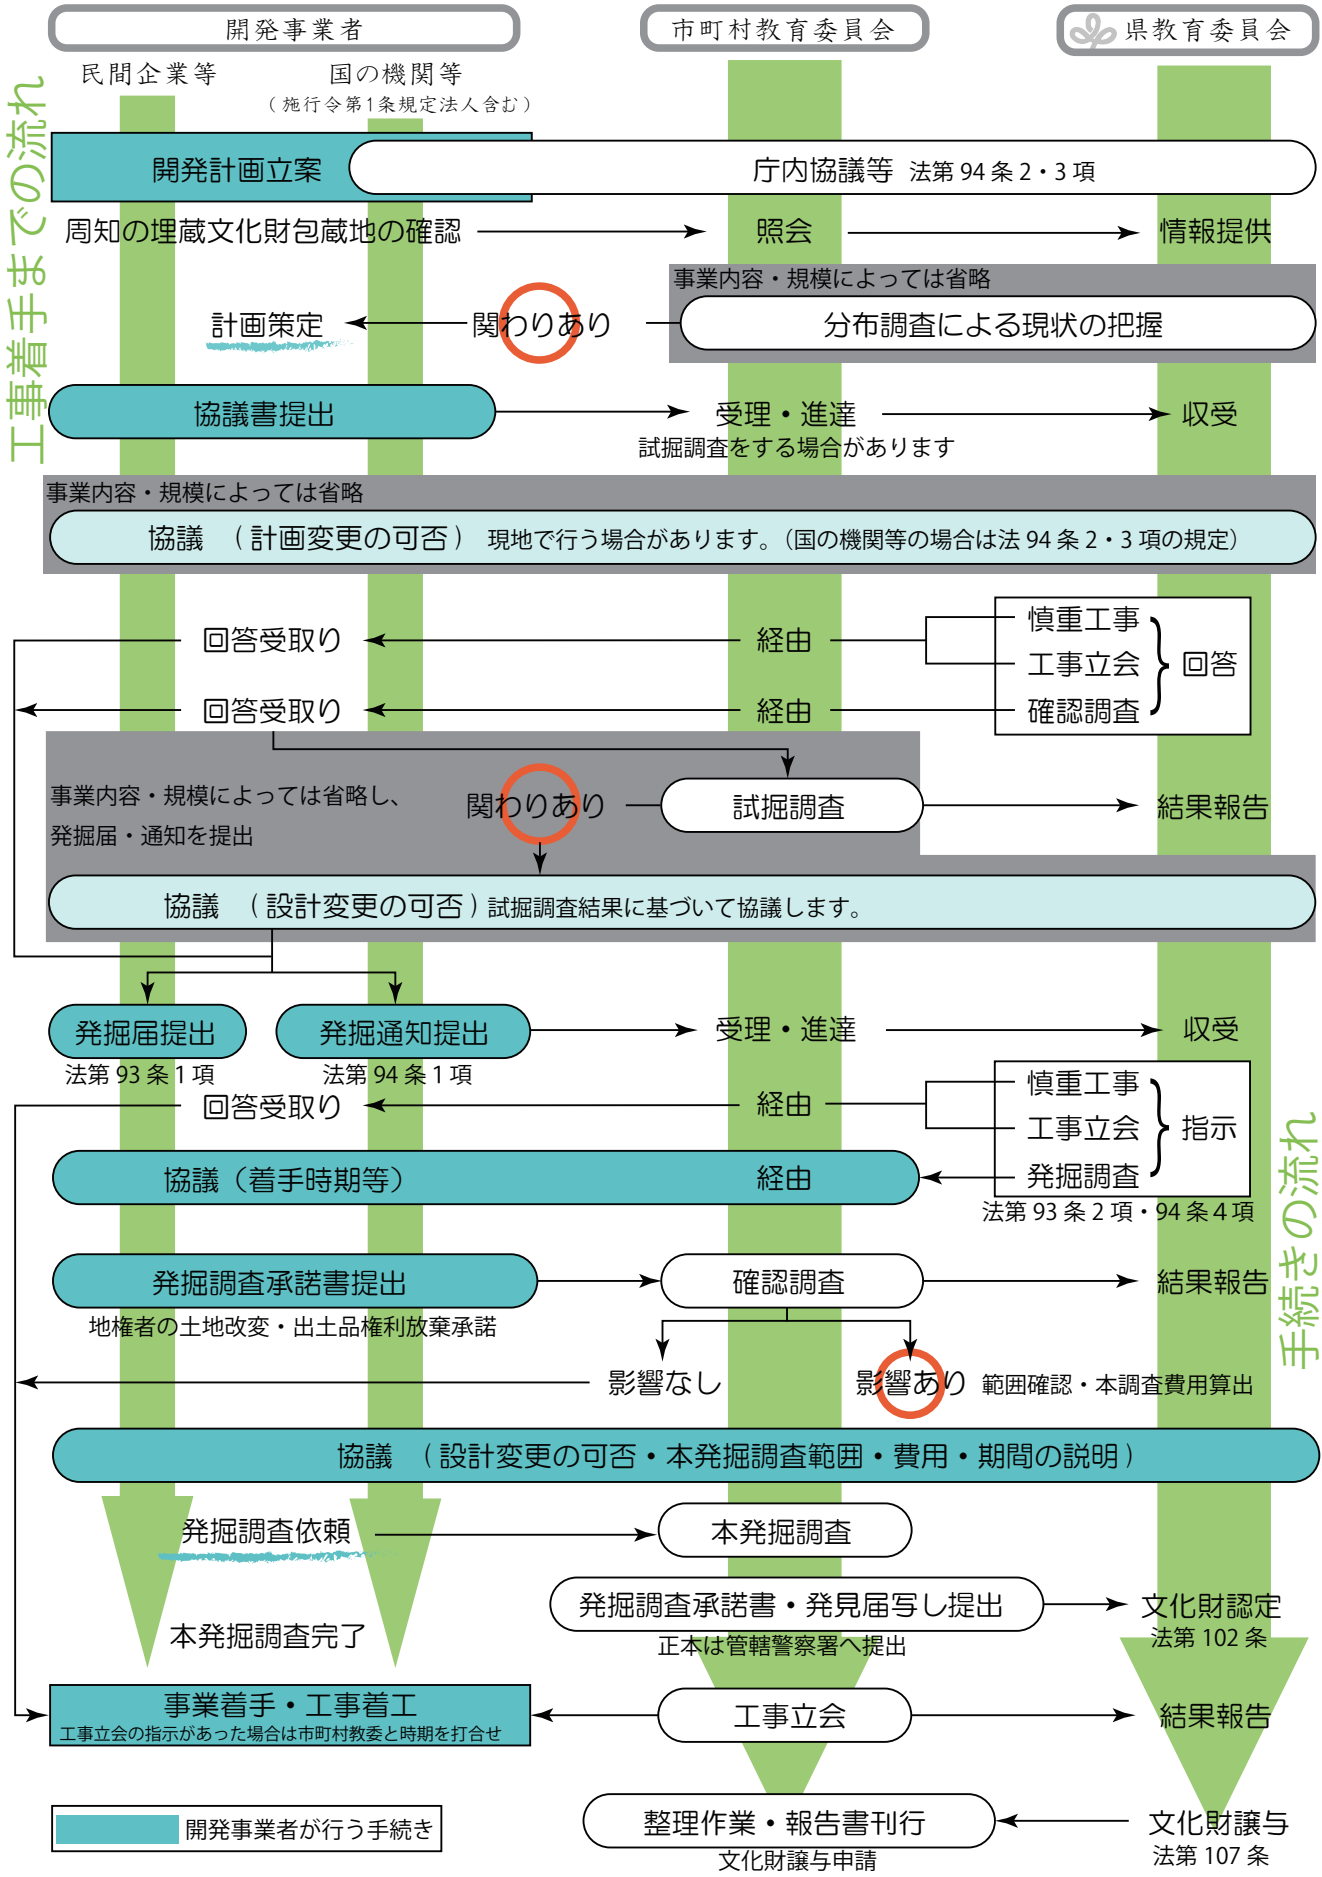 開発事業者
市町村教育委員会
県教育委員会
民間企業等
国の機関等
（施行令第1条規定法人含む）
工事着手までの流れ
開発計画立案
庁内協議等 法第 94 条 2・3 項
周知の埋蔵文化財包蔵地の確認
照会
情報提供
事業内容・規模によっては省略
計画策定
関わりあり
分布調査による現状の把握
協議書提出
受理・進達
収受
試掘調査をする場合があります
事業内容・規模によっては省略
協議 （計画変更の可否） 現地で行う場合があります。（国の機関等の場合は法 94 条 2・3 項の規定）
慎重工事
回答受取り
経由
工事立会
回答
回答受取り
経由
確認調査
事業内容・規模によっては省略し、
発掘届・通知を提出
関わりあり
試掘調査
結果報告
協議 （設計変更の可否）試掘調査結果に基づいて協議します。
発掘届提出
発掘通知提出
受理・進達
収受
法第 93 条 1 項
法第 94 条 1 項
慎重工事
回答受取り
経由
工事立会
指示
協議（着手時期等）
経由
発掘調査
法第 93 条 2 項・94 条 4 項
手続きの流れ
発掘調査承諾書提出
確認調査
結果報告
地権者の土地改変・出土品権利放棄承諾
影響なし
影響あり 範囲確認・本調査費用算出
協議 （設計変更の可否・本発掘調査範囲・費用・期間の説明）
発掘調査依頼
本発掘調査
発掘調査承諾書・発見届写し提出
文化財認定
本発掘調査完了
正本は管轄警察署へ提出
法第 102 条
事業着手・工事着工
工事立会の指示があった場合は市町村教委と時期を打合せ
工事立会
結果報告
開発事業者が行う手続き
整理作業・報告書刊行
文化財譲与
文化財譲与申請
法第 107 条